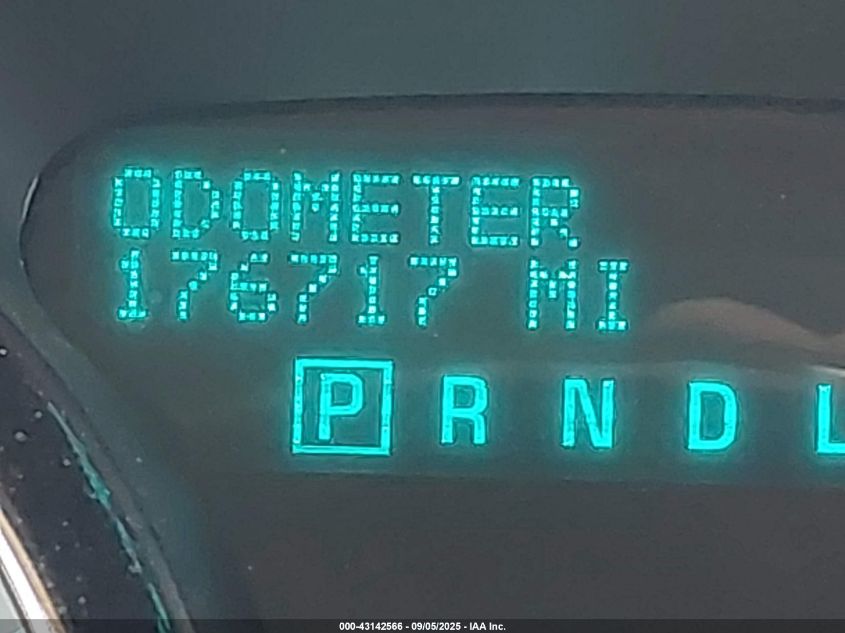 ODOMETER
176717 MI
P R N D L
000-43142566 - 09/05/2025 - IAA Inc.